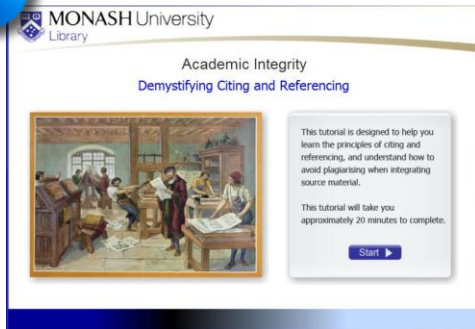 MONASH University
Library
Academic Integrity
Demystifying Citing and Referencing
This tutorial is designed to help you
learn the principles of citing and
referencing, and understand how to
avoid plagiarising when integrating
source material.
This tutorial will take you
approximately 20 minutes to complete.
Start